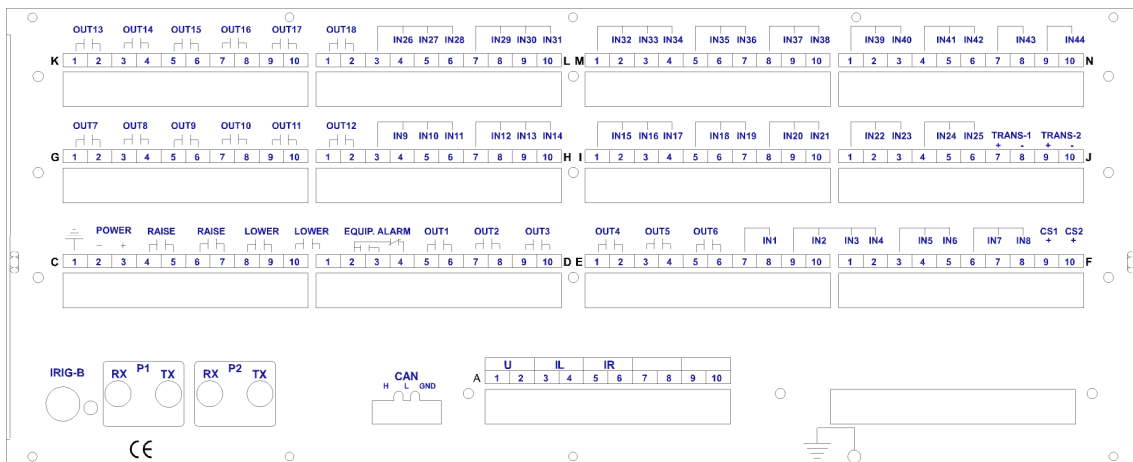 OUT13 OUT14 OUT15 OUT16 OUT17 OUT18 IN26 IN27 IN28 IN29 IN30 IN31 IN32 IN33 IN34 IN35 IN36 IN37 IN38 IN39 IN40 IN41 IN42 IN43 IN44
K 1 2 3 4 5 6 7 8 9 10 1 2 3 4 5 6 7 8 9 10 L M 1 2 3 4 5 6 7 8 9 10 1 2 3 4 5 6 7 8 9 10 N
OUT7 OUT8 OUT9 OUT10 OUT11 OUT12 IN9 IN10 IN11 IN12 IN13 IN14 IN15 IN16 IN17 IN18 IN19 IN20 IN21 IN22 IN23 IN24 IN25 TRANS-1 TRANS-2
+ - + -
G 1 2 3 4 5 6 7 8 9 10 1 2 3 4 5 6 7 8 9 10 H I 1 2 3 4 5 6 7 8 9 10 1 2 3 4 5 6 7 8 9 10 J
POWER RAISE RAISE LOWER LOWER EQUIP. ALARM OUT1 OUT2 OUT3 OUT4 OUT5 OUT6 IN1 IN2 IN3 IN4 IN5 IN6 IN7 IN8 CS1 CS2
- + + +
C 1 2 3 4 5 6 7 8 9 10 1 2 3 4 5 6 7 8 9 10 D E 1 2 3 4 5 6 7 8 9 10 1 2 3 4 5 6 7 8 9 10 F
IRIG-B RX P1 TX RX P2 TX
CAN
H L GND
U IL IR
A 1 2 3 4 5 6 7 8 9 10
CE